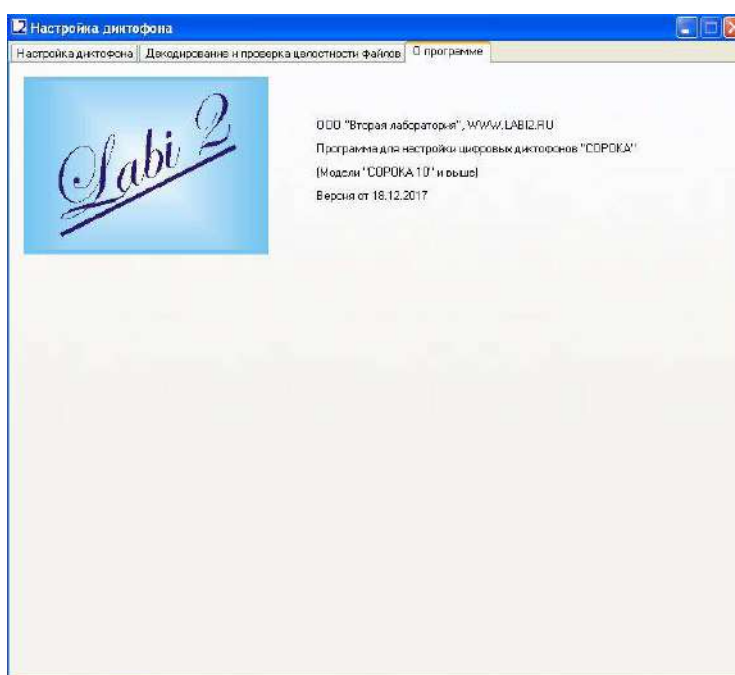 Настройка диктофона
Настройка диктофона
Декодирование и проверка целостности файлов
О программе
Labi 2
ООО "Вторая лаборатория", WWW.LABI2.RU
Программа для настройки цифровых диктофонов "СОРОКА"
(Модели "СОРОКА 10" и выше)
Версия от 18.12.2017